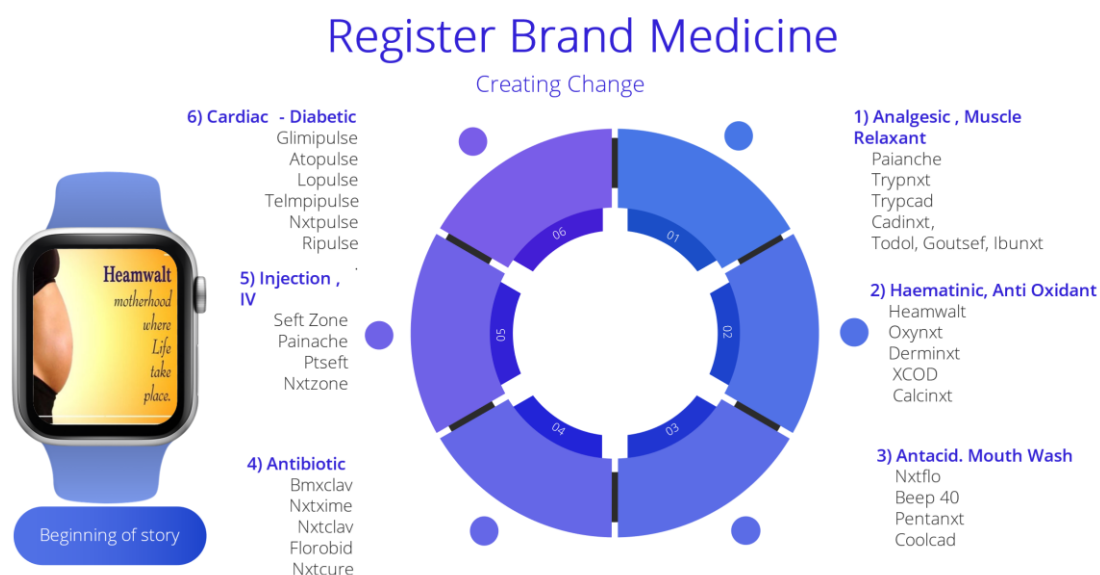 Register Brand Medicine
Creating Change
6) Cardiac - Diabetic
Glimipulse
Atopulse
Lopulse
Telmpipulse
Nxtpulse
Ripulse
5) Injection ,
IV
Seft Zone
Painache
Ptseft
Nxtzone
4) Antibiotic
Bmxclav
Nxtxime
Nxtclav
Florobid
Nxtcure
Heamwalt
motherhood
where
Life
take
place.
Beginning of story
06
01
05
02
04
03
1) Analgesic , Muscle
Relaxant
Paianche
Trypnxt
Trypcad
Cadinxt,
Todol, Goutsef, Ibunxt
2) Haematinic, Anti Oxidant
Heamwalt
Oxynxt
Derminxt
XCOD
Calcinxt
3) Antacid. Mouth Wash
Nxtflo
Beep 40
Pentanxt
Coolcad